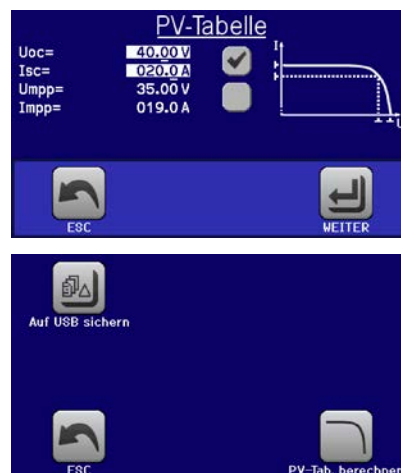 PV-Tabelle
Uoc= 40.00 V
Isc= 020.0 A
Umpp= 35.00 V
Impp= 019.0 A
I
U
ESC
WEITER
Auf USB sichern
ESC
PV-Tab. berechnen